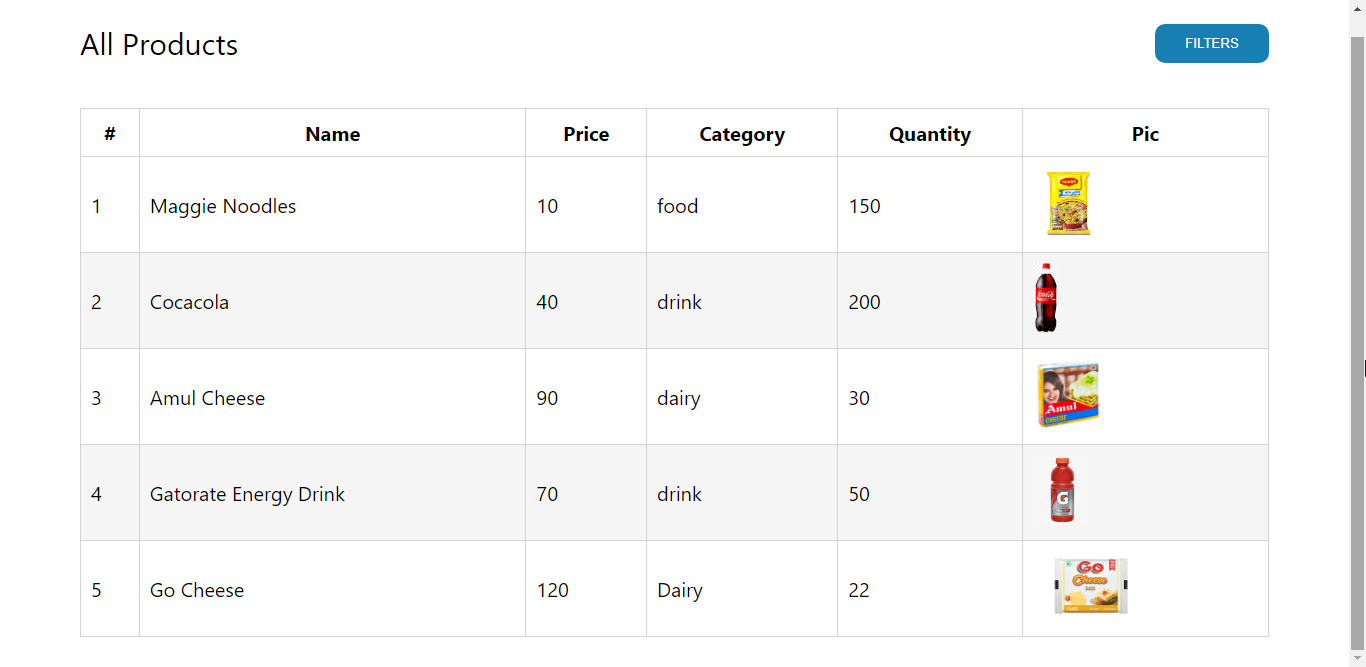 All Products
FILTERS
# Name Price Category Quantity Pic
1 Maggie Noodles 10 food 150
2 Cocacola 40 drink 200
3 Amul Cheese 90 dairy 30
Amul
CHEESE
4 Gatorate Energy Drink 70 drink 50
G
5 Go Cheese 120 Dairy 22
Go
Cheese